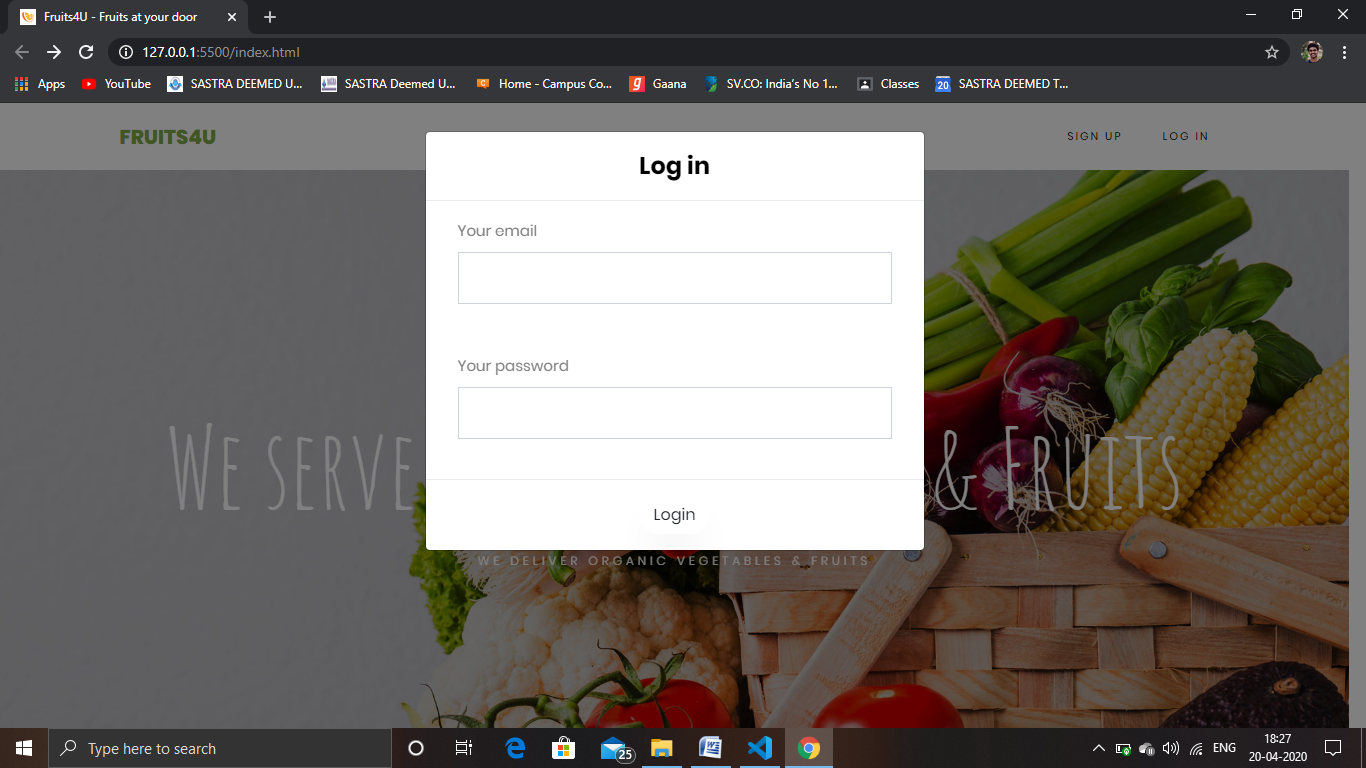 Fruits4U - Fruits at your door
127.0.0.1:5500/index.html
Apps YouTube SASTRA DEEMED U... SASTRA Deemed U... Home - Campus Co... Gaana SV.CO: India's No 1... Classes 20 SASTRA DEEMED T...
FRUITS4U SIGN UP LOG IN
Log in
Your email
Your password
WE SERVE & FRUITS
Login
WE DELIVER ORGANIC VEGETABLES & FRUITS
Type here to search 25 ENG 18:27
20-04-2020